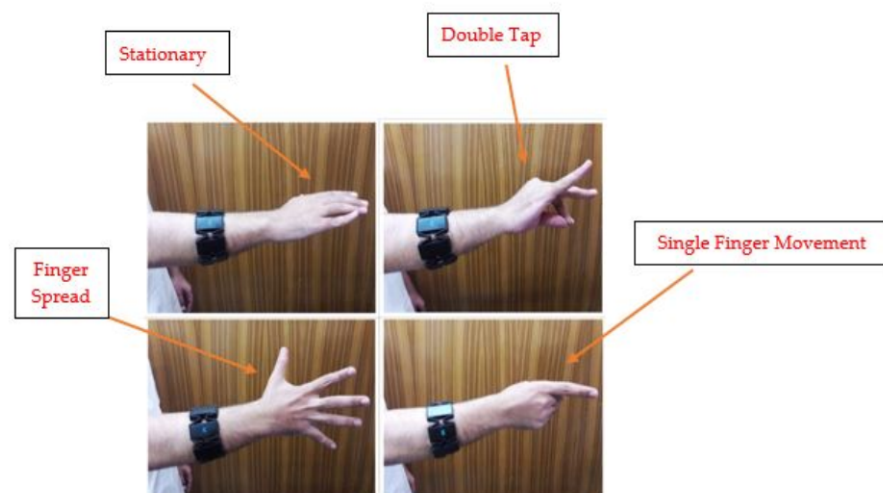 Stationary
Double Tap
Finger
Spread
Single Finger Movement